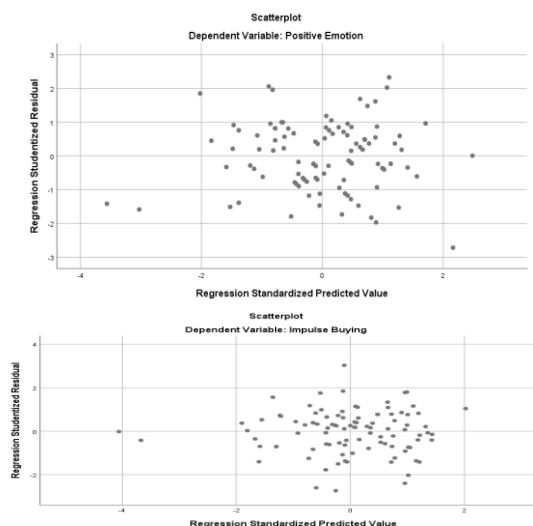 Scatterplot
Dependent Variable: Positive Emotion
Regression Studentized Residual
3
2
1
0
-1
-2
-3
-4
-2
0
2
Regression Standardized Predicted Value
Scatterplot
Dependent Variable: Impulse Buying
Regression Studentized Residual
4
2
0
-2
-4
-2
0
2
Regression Standardized Predicted Value